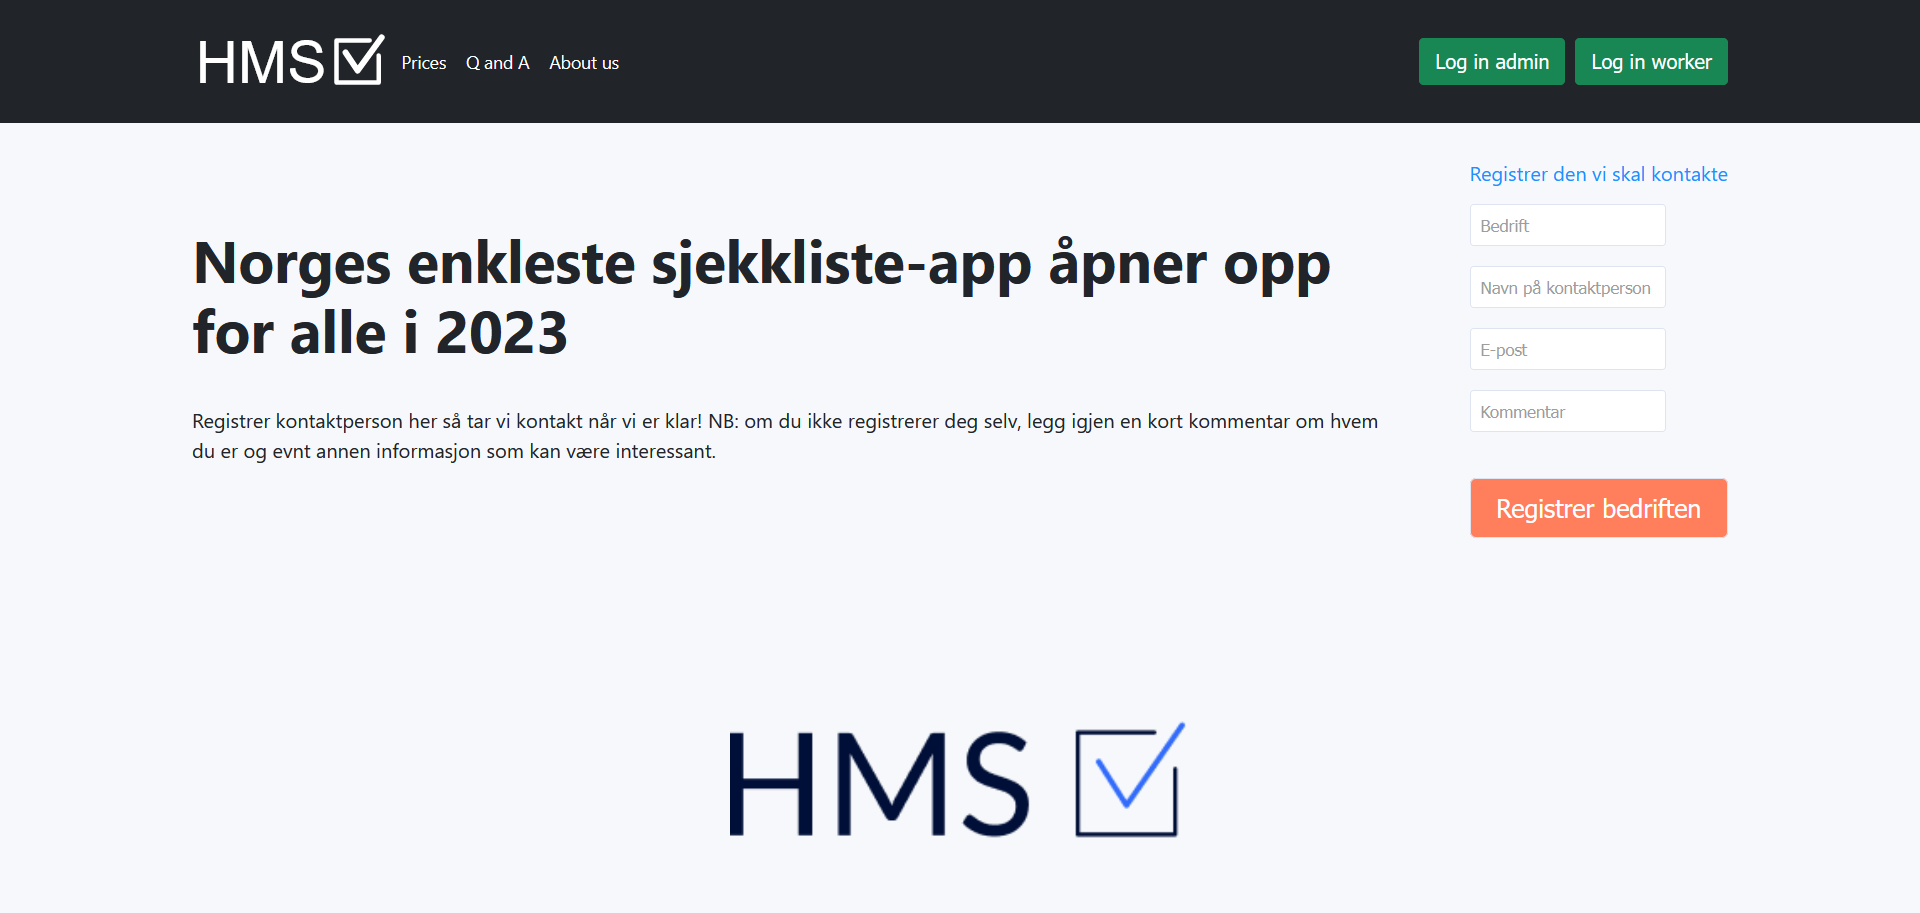 HMS
Prices
Q and A
About us
Log in admin
Log in worker
Registrer den vi skal kontakte
Bedrift
Navn på kontaktperson
E-post
Kommentar
Registrer bedriften
Norges enkleste sjekkliste-app åpner opp
for alle i 2023
Registrer kontaktperson her så tar vi kontakt når vi er klar! NB: om du ikke registrerer deg selv, legg igjen en kort kommentar om hvem
du er og evnt annen informasjon som kan være interessant.
HMS